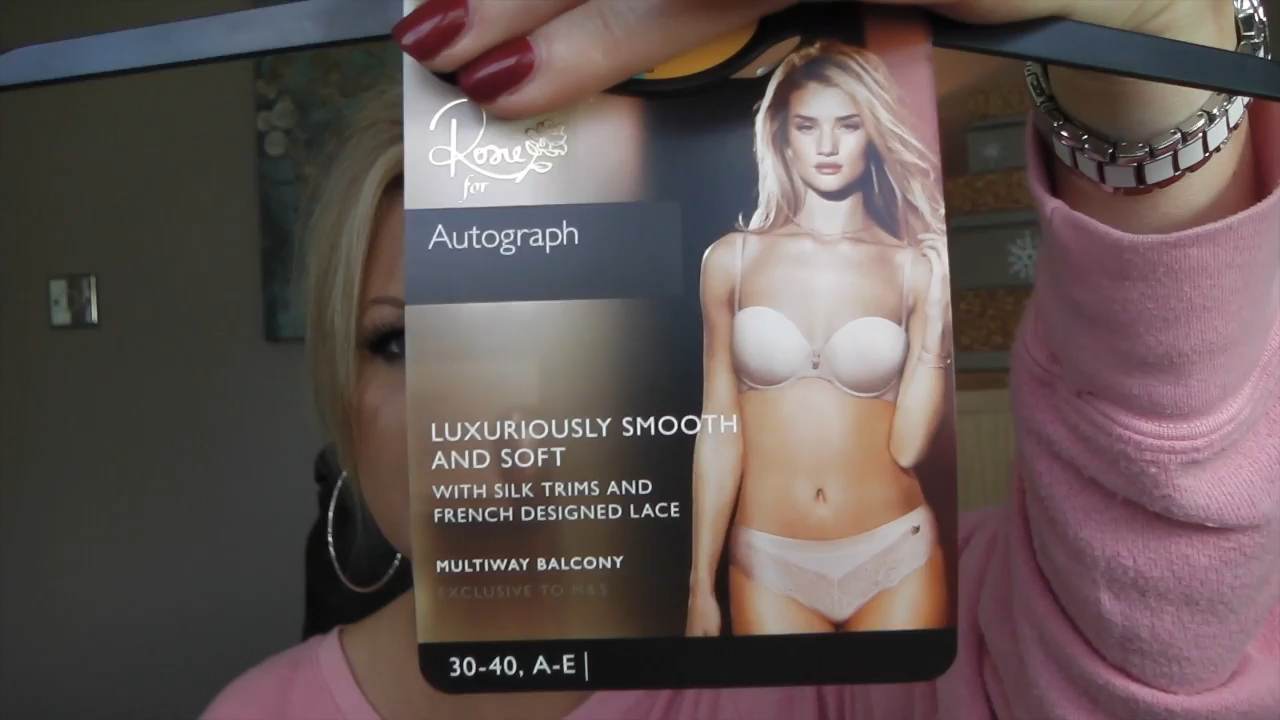 Rosie
for
Autograph
LUXURIOUSLY SMOOTH
AND SOFT
WITH SILK TRIMS AND
FRENCH DESIGNED LACE
MULTIWAY BALCONY
EXCLUSIVE TO M&S
30-40, A-E |